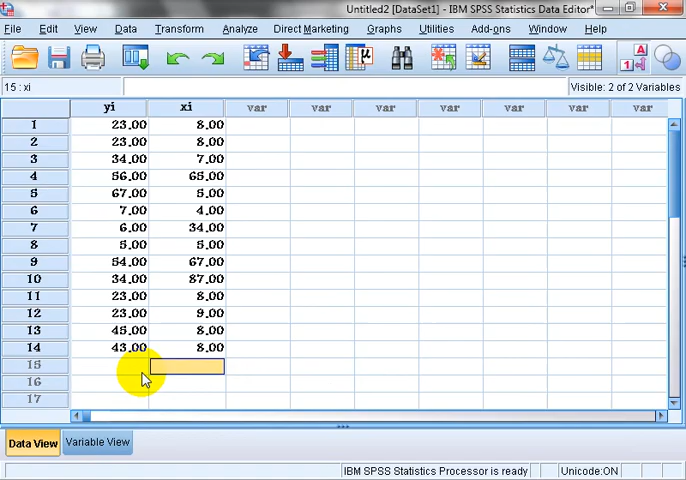 Untitled2 [DataSet1] - IBM SPSS Statistics Data Editor*
File Edit View Data Transform Analyze Direct Marketing Graphs Utilities Add-ons Window Help
A
1
15 : xi
Visible: 2 of 2 Variables
yi xi var var var var var var var
1 23.00 8.00
2 23.00 8.00
3 34.00 7.00
4 56.00 65.00
5 67.00 5.00
6 7.00 4.00
7 6.00 34.00
8 5.00 5.00
9 54.00 67.00
10 34.00 87.00
11 23.00 8.00
12 23.00 9.00
13 45.00 8.00
14 43.00 8.00
15
16
17
Data View Variable View
IBM SPSS Statistics Processor is ready Unicode:ON